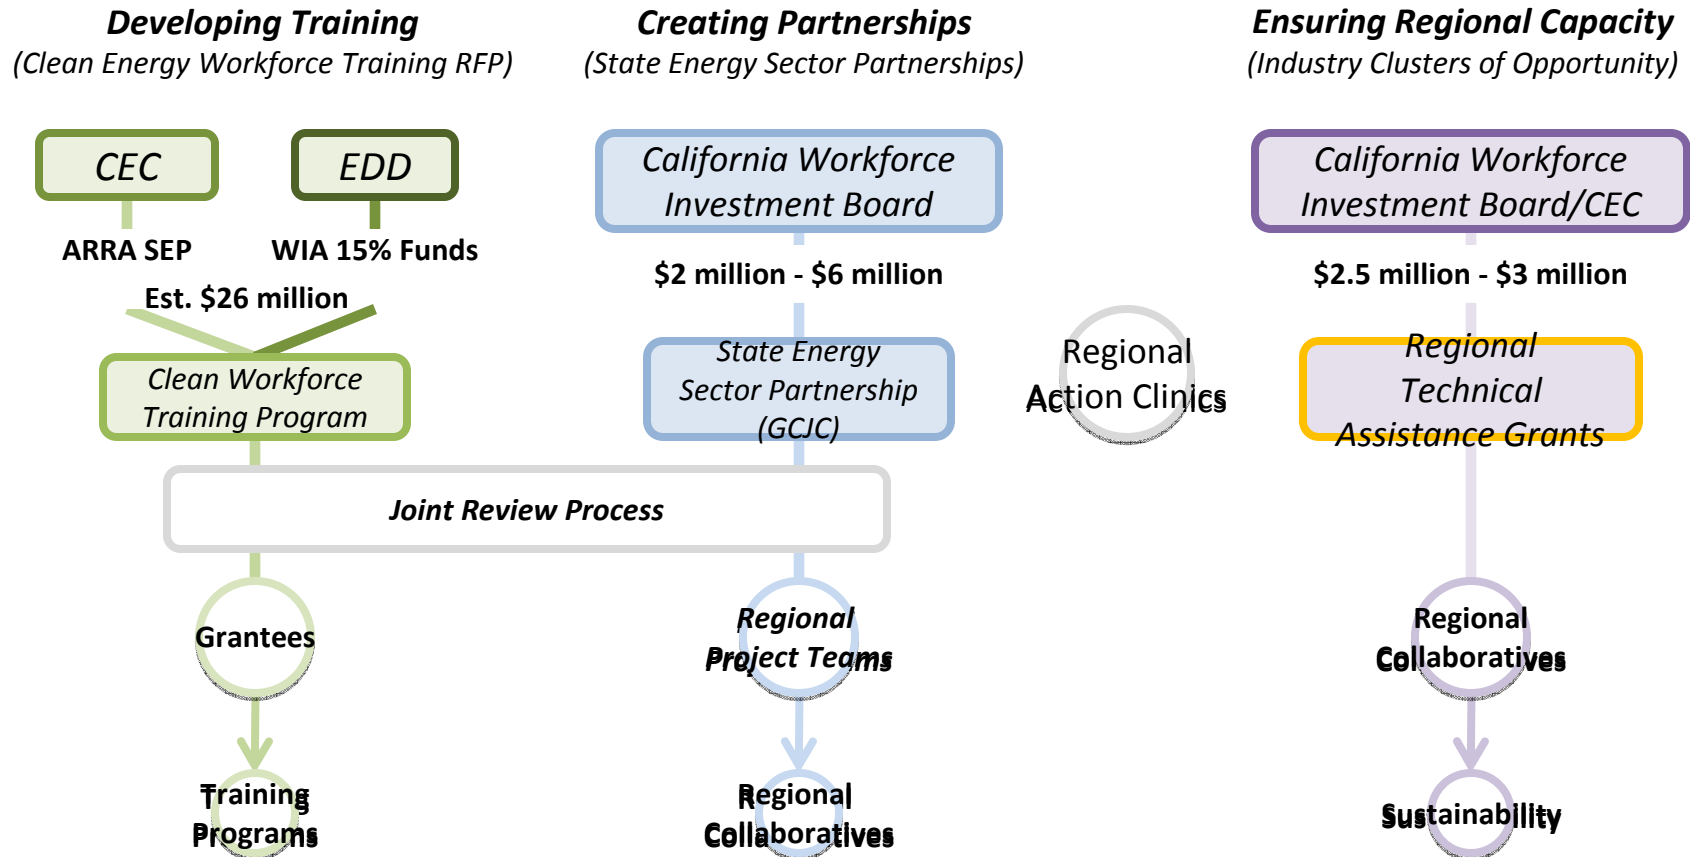 Developing Training
(Clean Energy Workforce Training RFP)
CEC
EDD
ARRA SEP
WIA 15% Funds
Est. $26 million
Clean Workforce
Training Program
Creating Partnerships
(State Energy Sector Partnerships)
California Workforce
Investment Board
$2 million - $6 million
State Energy
Sector Partnership
(GCJC)
Joint Review Process
Grantees
Training
Programs
Regional
Project Teams
Regional
Collaboratives
Regional
Action Clinics
Ensuring Regional Capacity
(Industry Clusters of Opportunity)
California Workforce
Investment Board/CEC
$2.5 million - $3 million
Regional
Technical
Assistance Grants
Regional
Collaboratives
Sustainability